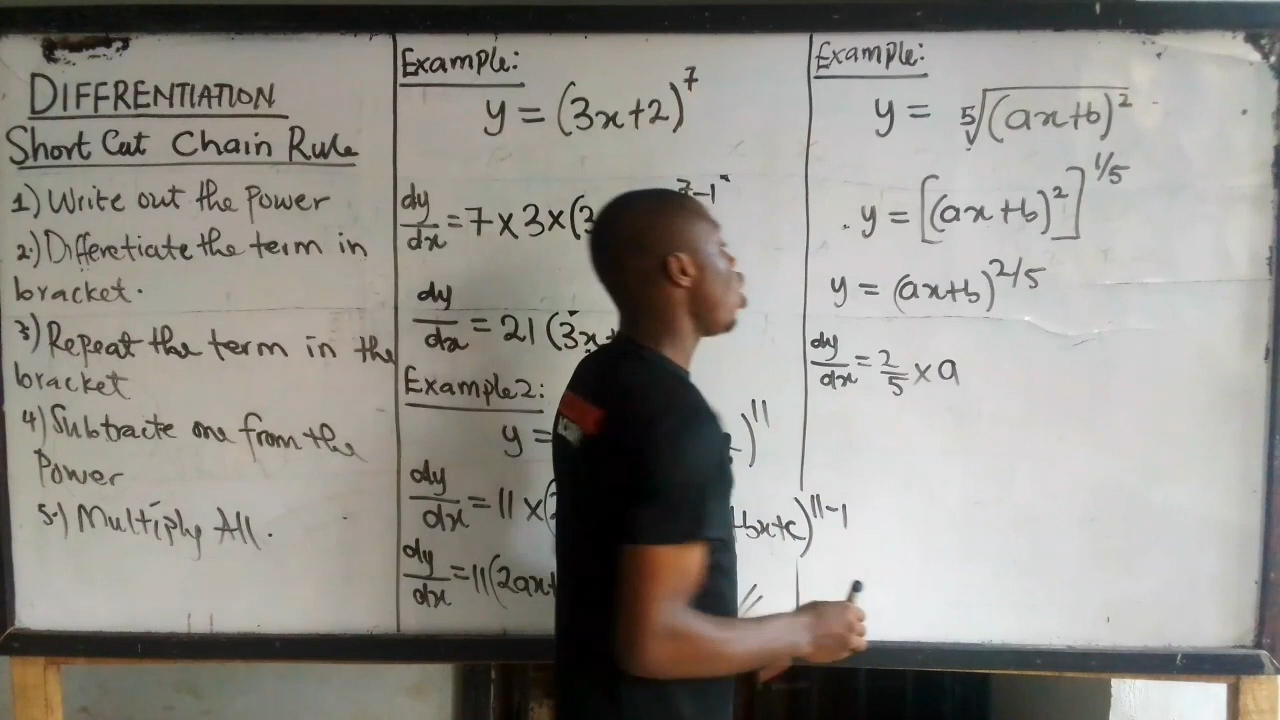 DIFFRENTIATION
Short Cut Chain Rule
1) Write out the Power
2) Differetiate the term in
bracket.
3) Repeat the term in the
bracket
4) Subtracte one from the
Power
5.) Multiply All.
Example:
y = (3x+2)^7
dy/dx = 7 x 3 x (3 7-1
dy/dx = 21 (3x+
Example 2:
y = )^11
dy/dx = 11 x ( +bx+c)^11-1
dy/dx = 11(2ax+
Example:
y = 5√(ax+b)^2
y = [(ax+b)^2]^1/5
y = (ax+b)^2/5
dy/dx = 2/5 x a